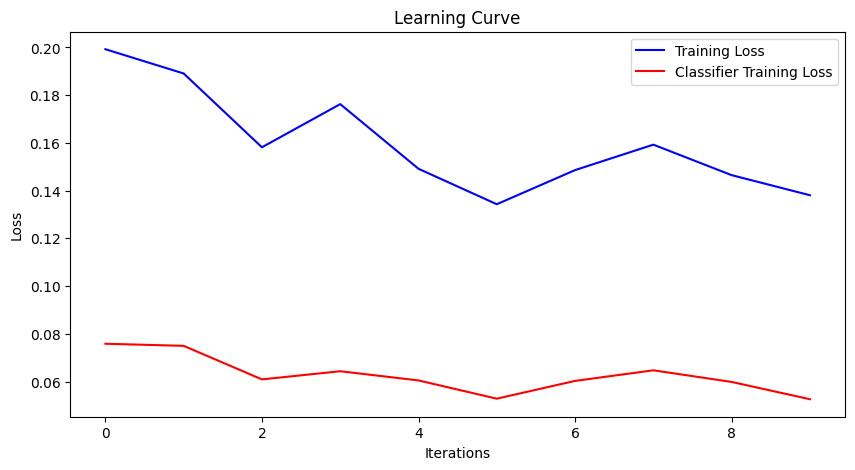 Learning Curve
Training Loss
Classifier Training Loss
0.20
0.18
0.16
0.14
0.12
0.10
0.08
0.06
Loss
0 2 4 6 8
Iterations